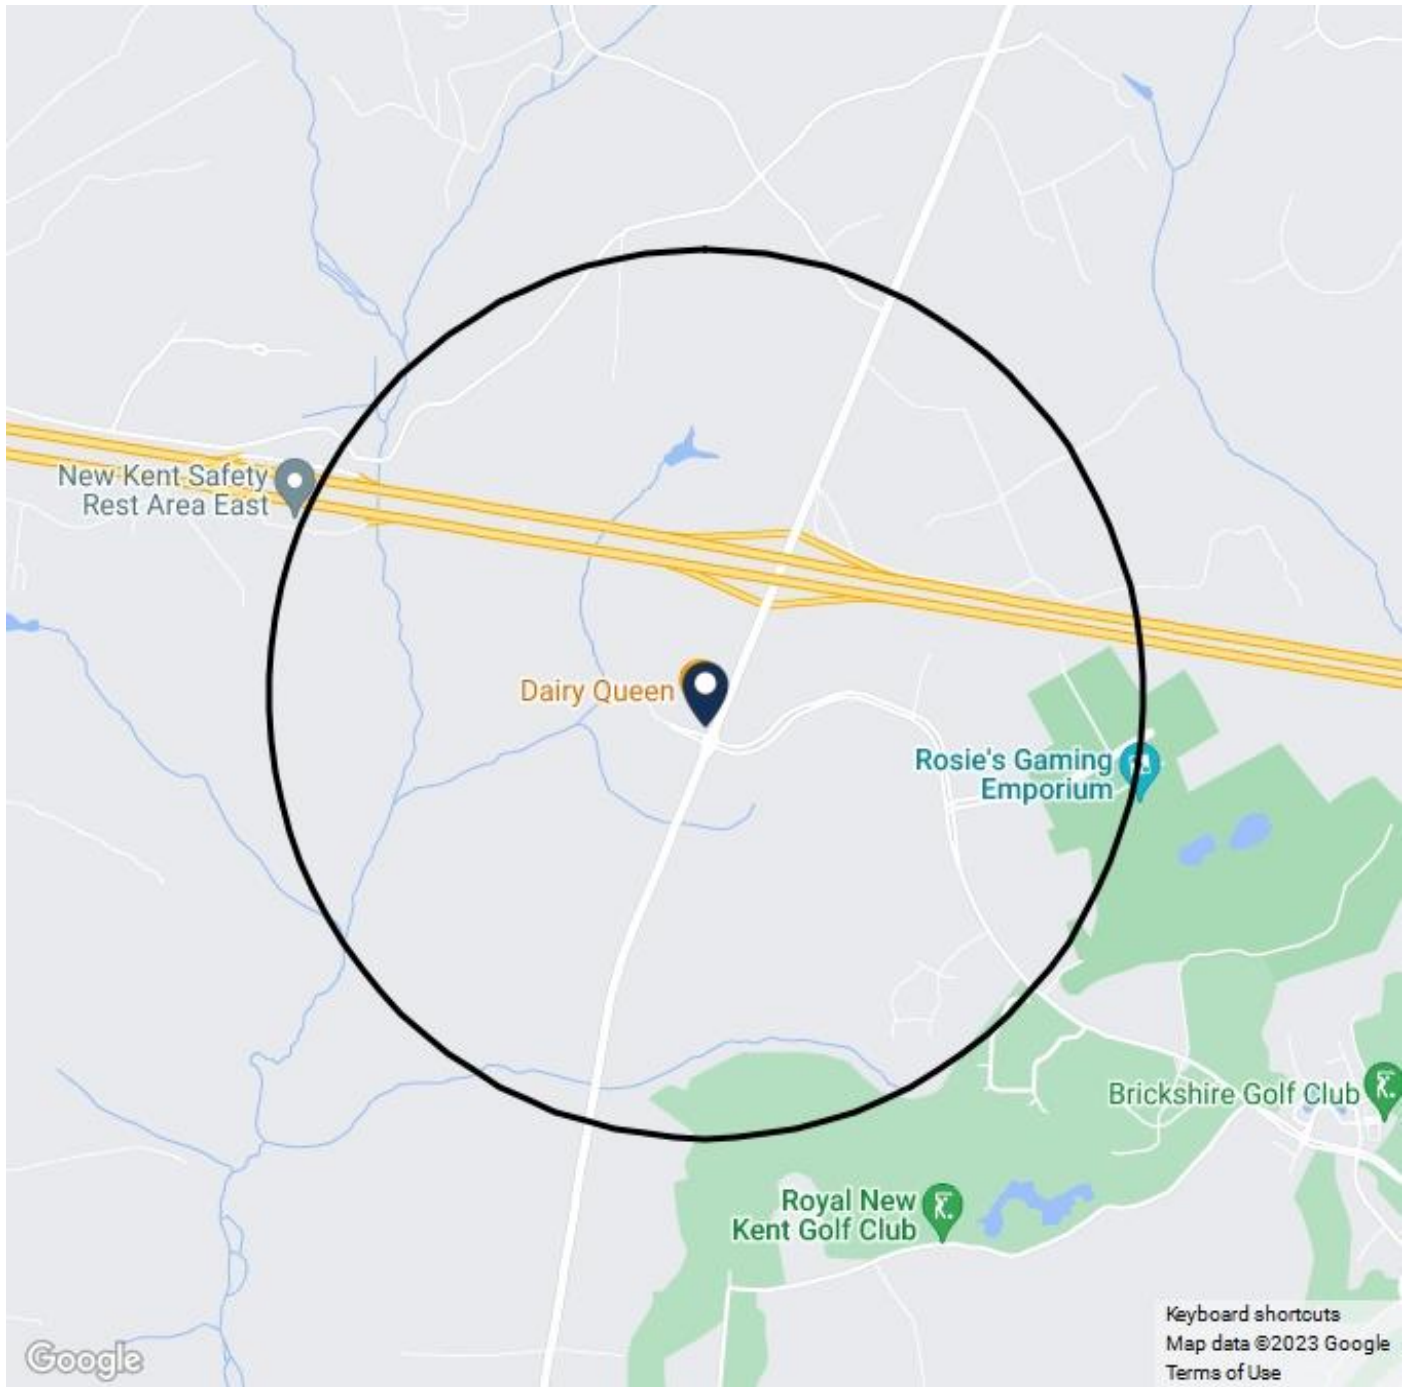 New Kent Safety
Rest Area East
Dairy Queen
Rosie's Gaming
Emporium
Brickshire Golf Club
Royal New
Kent Golf Club
Keyboard shortcuts
Map data ©2023 Google
Terms of Use
Google